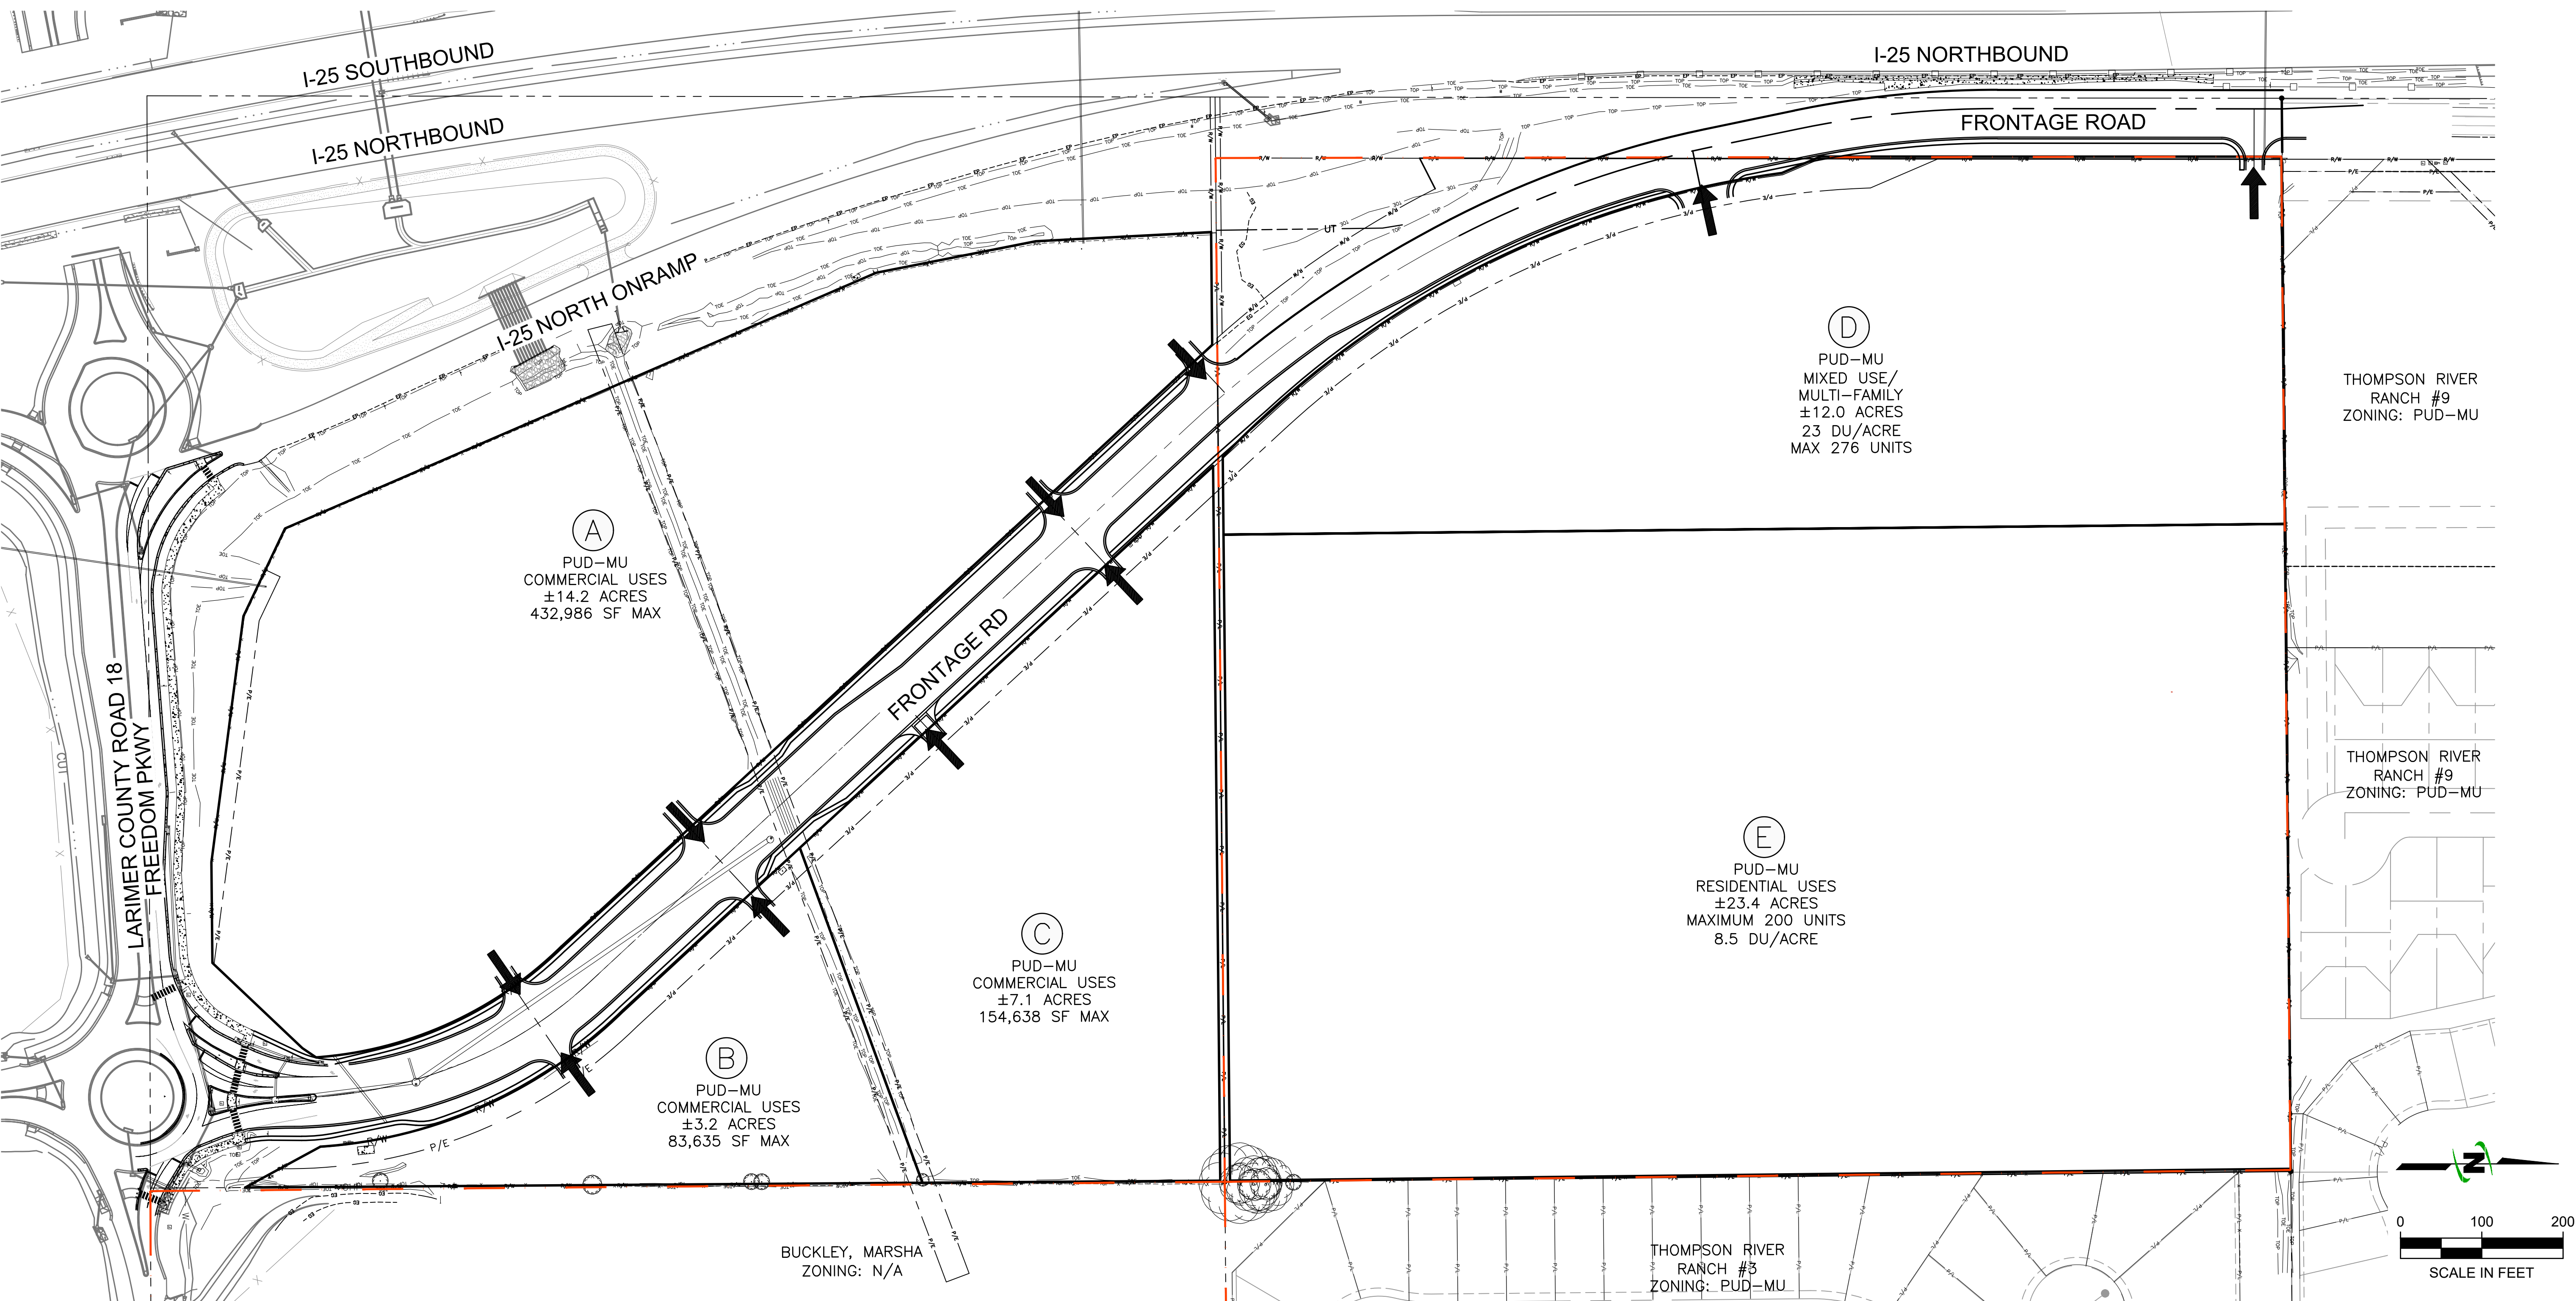 I-25 SOUTHBOUND
I-25 NORTHBOUND
I-25 NORTHBOUND
FRONTAGE ROAD
I-25 NORTH ONRAMP
UT
A
PUD-MU
COMMERCIAL USES
±14.2 ACRES
432,986 SF MAX
D
PUD-MU
MIXED USE/
MULTI-FAMILY
±12.0 ACRES
23 DU/ACRE
MAX 276 UNITS
THOMPSON RIVER
RANCH #9
ZONING: PUD-MU
LARIMER COUNTY ROAD 18
FREEDOM PKWY
FRONTAGE RD
THOMPSON RIVER
RANCH #9
ZONING: PUD-MU
E
PUD-MU
RESIDENTIAL USES
±23.4 ACRES
MAXIMUM 200 UNITS
8.5 DU/ACRE
C
PUD-MU
COMMERCIAL USES
±7.1 ACRES
154,638 SF MAX
B
PUD-MU
COMMERCIAL USES
±3.2 ACRES
83,635 SF MAX
R/W
R/W
P/E
BUCKLEY, MARSHA
ZONING: N/A
THOMPSON RIVER
RANCH #3
ZONING: PUD-MU
N
0 100 200
SCALE IN FEET